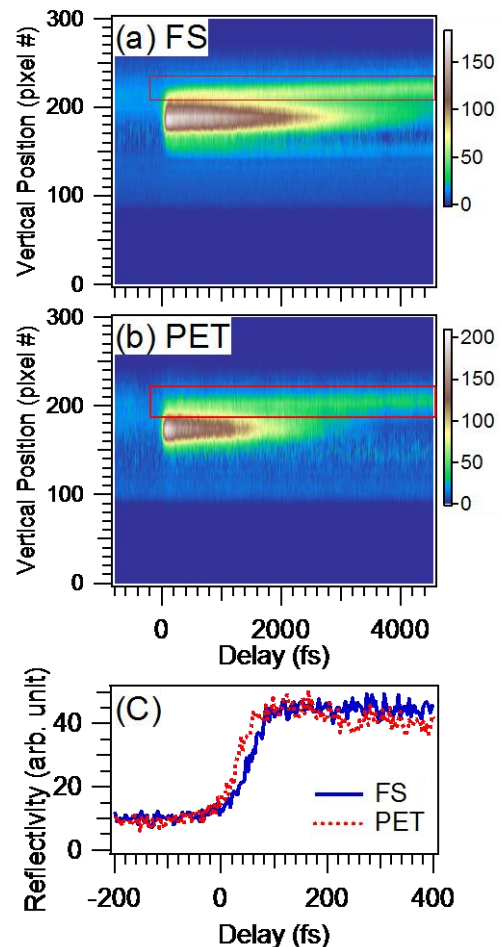 300
(a) FS
200
100
0
Vertical Position (pixel #)
150
100
50
0
300
(b) PET
200
100
0
Vertical Position (pixel #)
200
150
100
50
0
0 2000 4000
Delay (fs)
(C)
40
20
0
Reflectivity (arb. unit)
FS
PET
-200 0 200 400
Delay (fs)